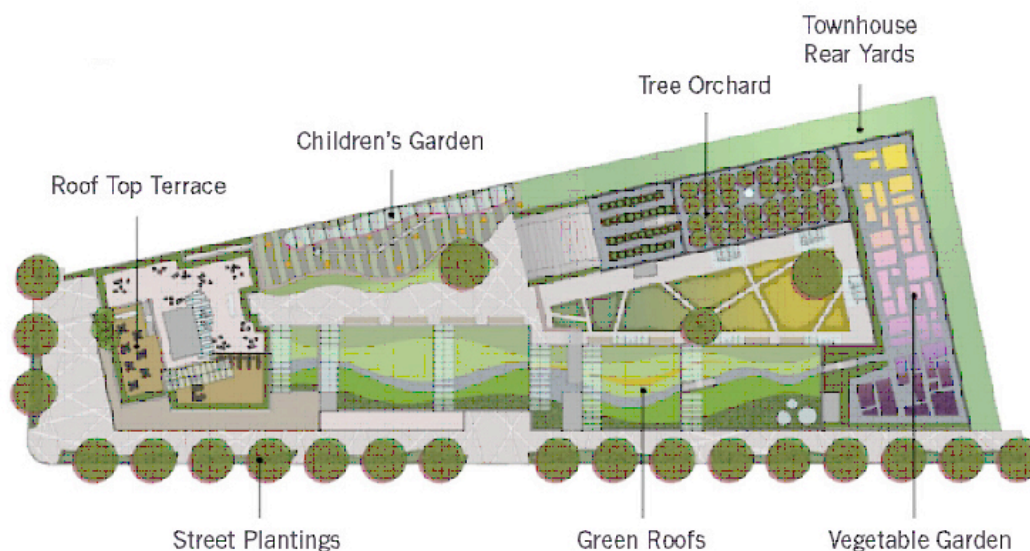 Townhouse
Rear Yards
Tree Orchard
Children's Garden
Roof Top Terrace
Street Plantings
Green Roofs
Vegetable Garden